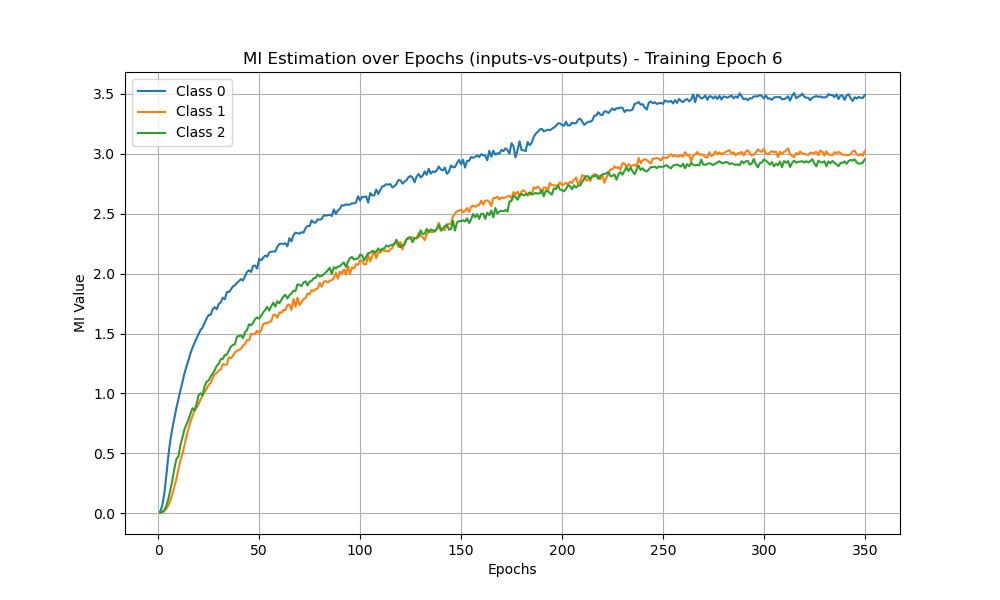 MI Estimation over Epochs (inputs-vs-outputs) - Training Epoch 6
Class 0
Class 1
Class 2
MI Value
3.5
3.0
2.5
2.0
1.5
1.0
0.5
0.0
0 50 100 150 200 250 300 350
Epochs